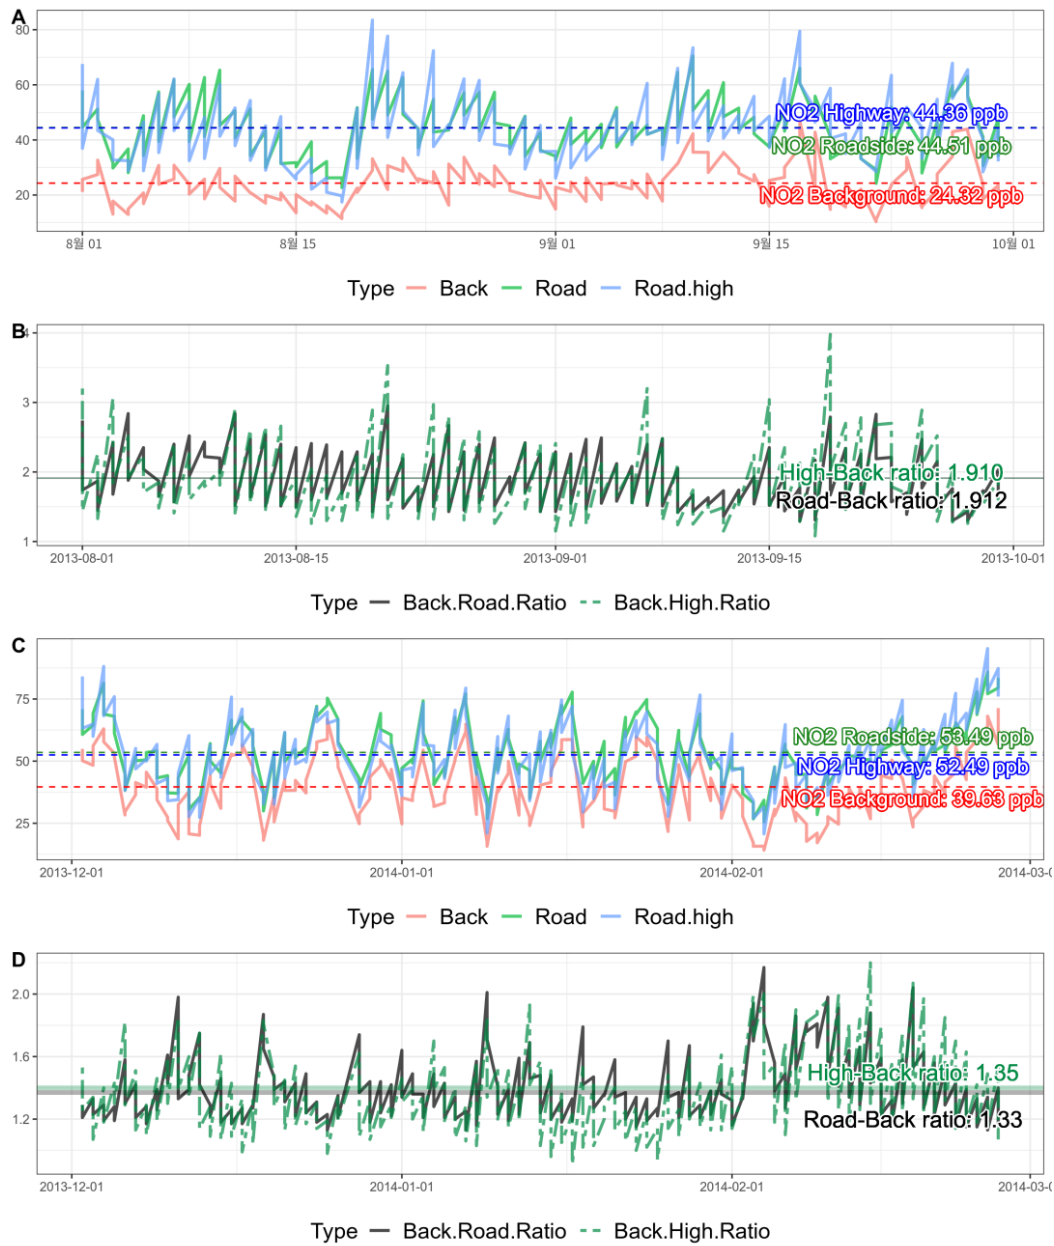 A
80
60
40
20
NO2 Highway: 44.36 ppb
NO2 Roadside: 44.51 ppb
NO2 Background: 24.32 ppb
8월 01
8월 15
9월 01
9월 15
10월 01
Type Back Road Road.high
B
4
3
2
1
High-Back ratio: 1.910
Road-Back ratio: 1.912
2013-08-01
2013-08-15
2013-09-01
2013-09-15
2013-10-01
Type Back.Road.Ratio Back.High.Ratio
C
75
50
25
NO2 Roadside: 53.49 ppb
NO2 Highway: 52.49 ppb
NO2 Background: 39.63 ppb
2013-12-01
2014-01-01
2014-02-01
2014-03-0
Type Back Road Road.high
D
2.0
1.6
1.2
High-Back ratio: 1.35
Road-Back ratio: 1.33
2013-12-01
2014-01-01
2014-02-01
2014-03-0
Type Back.Road.Ratio Back.High.Ratio